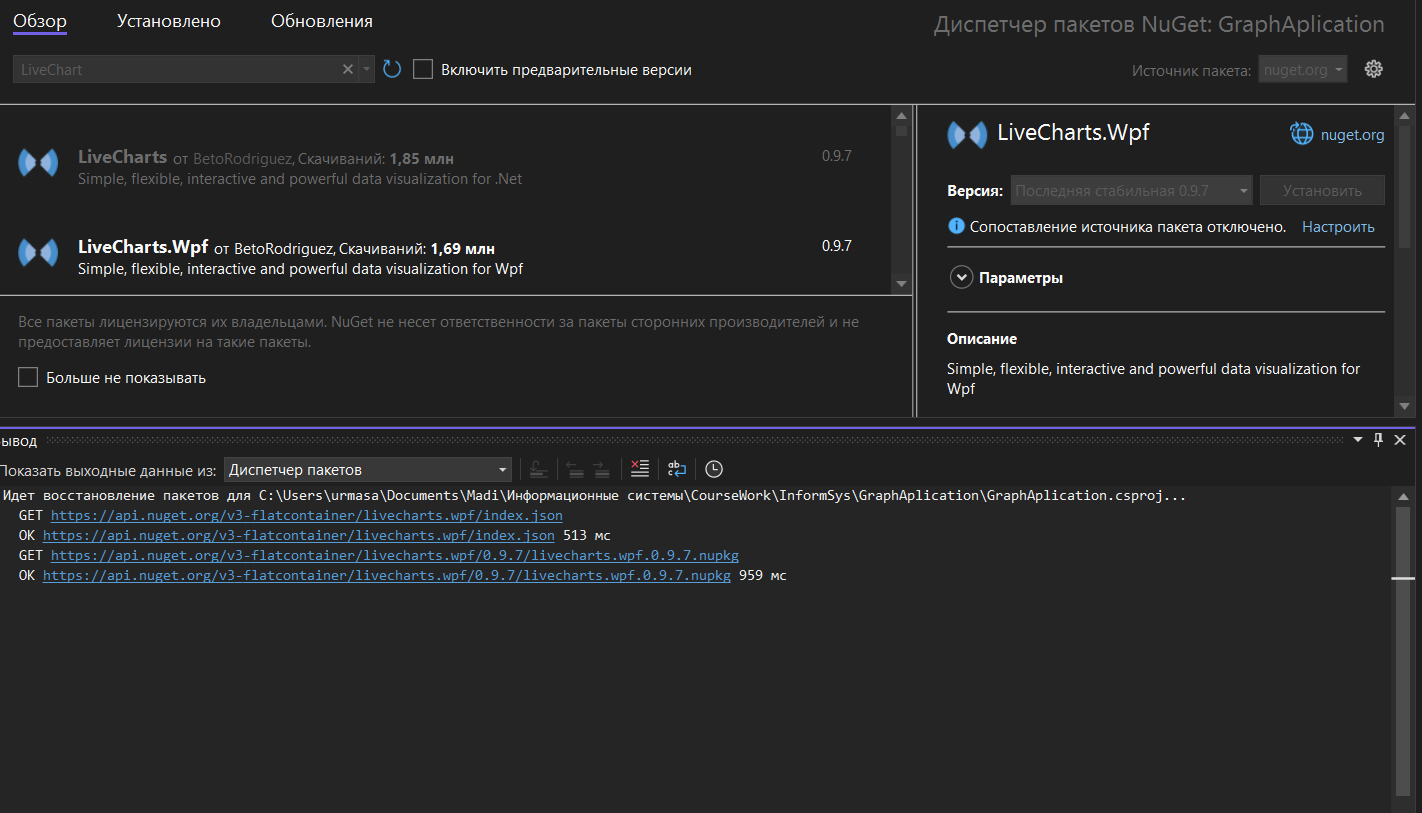 Обзор Установлено Обновления
Диспетчер пакетов NuGet: GraphAplication
LiveChart
Включить предварительные версии
Источник пакета: nuget.org
LiveCharts от BetoRodriguez, Скачиваний: 1,85 млн 0.9.7
Simple, flexible, interactive and powerful data visualization for .Net
LiveCharts.Wpf от BetoRodriguez, Скачиваний: 1,69 млн 0.9.7
Simple, flexible, interactive and powerful data visualization for Wpf
Все пакеты лицензируются их владельцами. NuGet не несет ответственности за пакеты сторонних производителей и не
предоставляет лицензии на такие пакеты.
Больше не показывать
LiveCharts.Wpf nuget.org
Версия: Последняя стабильная 0.9.7 Установить
Сопоставление источника пакета отключено. Настроить
Параметры
Описание
Simple, flexible, interactive and powerful data visualization for
Wpf
ывод
Показать выходные данные из: Диспетчер пакетов
Идет восстановление пакетов для C:\Users\urmasa\Documents\Madi\Информационные системы\CourseWork\InformSys\GraphAplication\GraphAplication.csproj...
GET https://api.nuget.org/v3-flatcontainer/livecharts.wpf/index.json
OK https://api.nuget.org/v3-flatcontainer/livecharts.wpf/index.json 513 мс
GET https://api.nuget.org/v3-flatcontainer/livecharts.wpf/0.9.7/livecharts.wpf.0.9.7.nupkg
OK https://api.nuget.org/v3-flatcontainer/livecharts.wpf/0.9.7/livecharts.wpf.0.9.7.nupkg 959 мс